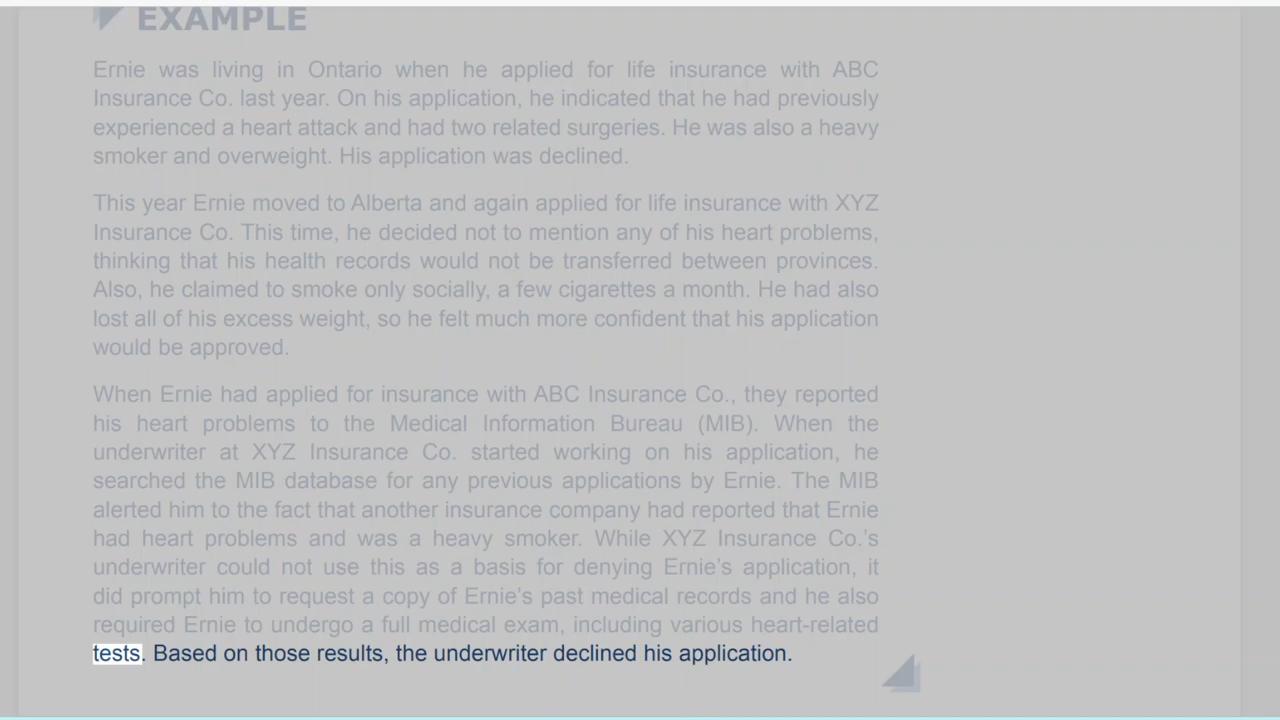 EXAMPLE
Ernie was living in Ontario when he applied for life insurance with ABC
Insurance Co. last year. On his application, he indicated that he had previously
experienced a heart attack and had two related surgeries. He was also a heavy
smoker and overweight. His application was declined.
This year Ernie moved to Alberta and again applied for life insurance with XYZ
Insurance Co. This time, he decided not to mention any of his heart problems,
thinking that his health records would not be transferred between provinces.
Also, he claimed to smoke only socially, a few cigarettes a month. He had also
lost all of his excess weight, so he felt much more confident that his application
would be approved.
When Ernie had applied for insurance with ABC Insurance Co., they reported
his heart problems to the Medical Information Bureau (MIB). When the
underwriter at XYZ Insurance Co. started working on his application, he
searched the MIB database for any previous applications by Ernie. The MIB
alerted him to the fact that another insurance company had reported that Ernie
had heart problems and was a heavy smoker. While XYZ Insurance Co.’s
underwriter could not use this as a basis for denying Ernie’s application, it
did prompt him to request a copy of Ernie’s past medical records and he also
required Ernie to undergo a full medical exam, including various heart-related
tests. Based on those results, the underwriter declined his application.